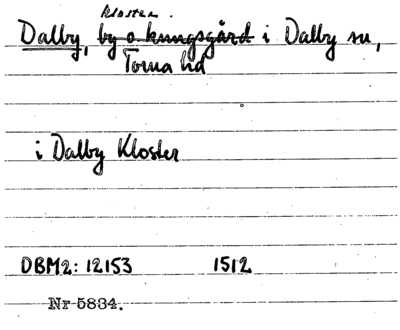 kloster.
Dalby, by o kungsgård i Dalby sn,
Torna hd
i Dalby Kloster
DBM2: 12153 1512
Nr 5834.